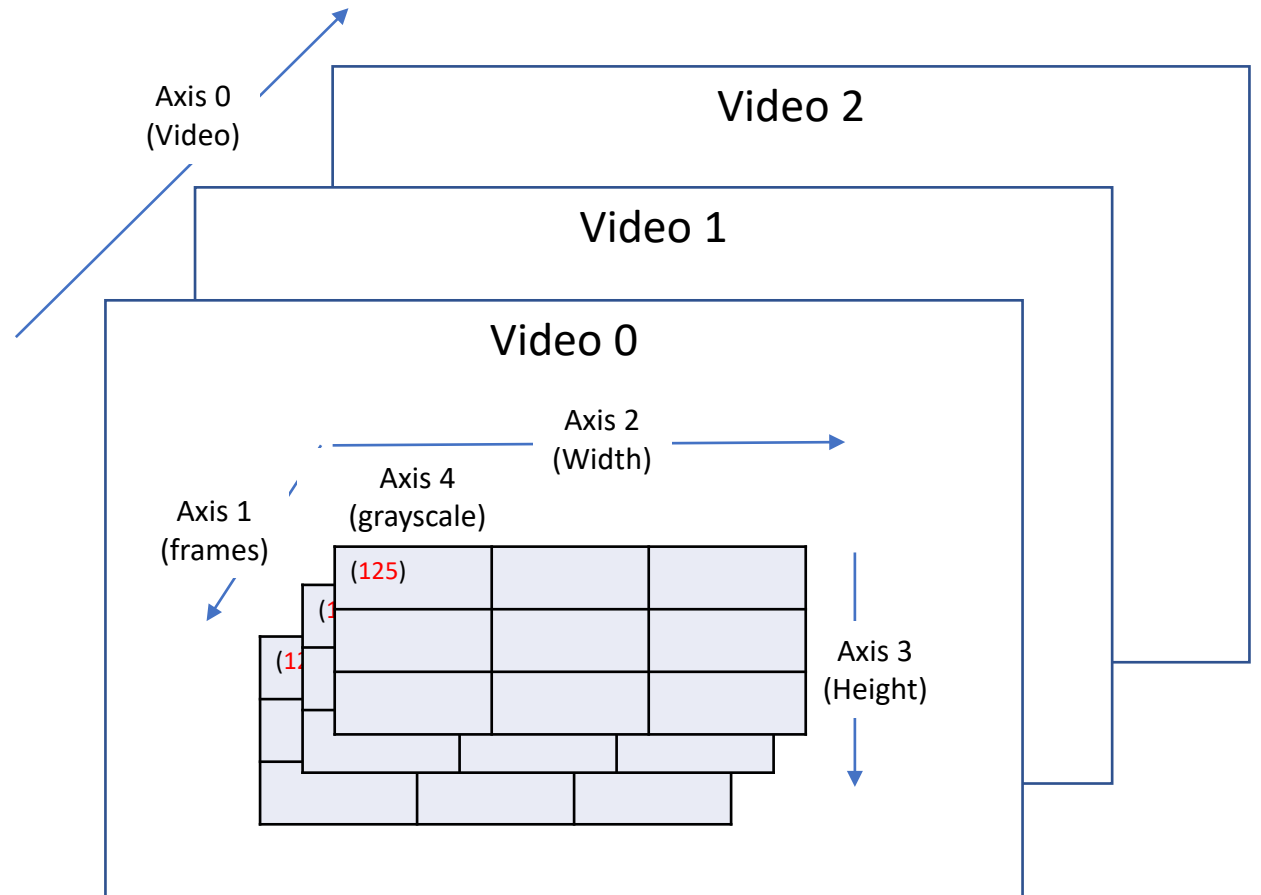 Axis 0
(Video)
Video 2
Video 1
Video 0
Axis 2
(Width)
Axis 4
(grayscale)
Axis 1
(frames)
(125)
Axis 3
(Height)